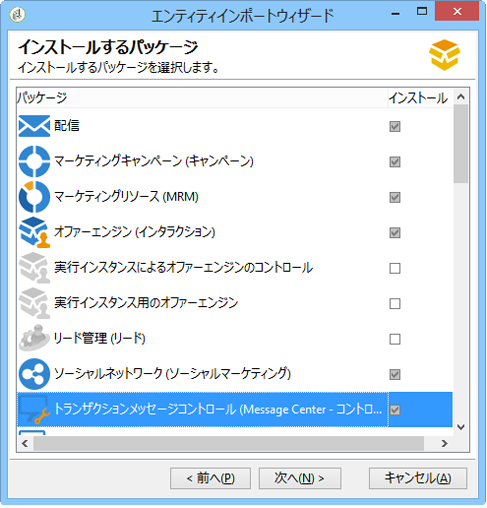 エンティティインポートウィザード
インストールするパッケージ
インストールするパッケージを選択します。
パッケージ インストール
配信
マーケティングキャンペーン (キャンペーン)
マーケティングリソース (MRM)
オファーエンジン (インタラクション)
実行インスタンスによるオファーエンジンのコントロール
実行インスタンス用のオファーエンジン
リード管理 (リード)
ソーシャルネットワーク (ソーシャルマーケティング)
トランザクションメッセージコントロール (Message Center - コントロ...
< 前へ(P) 次へ(N) > キャンセル(A)